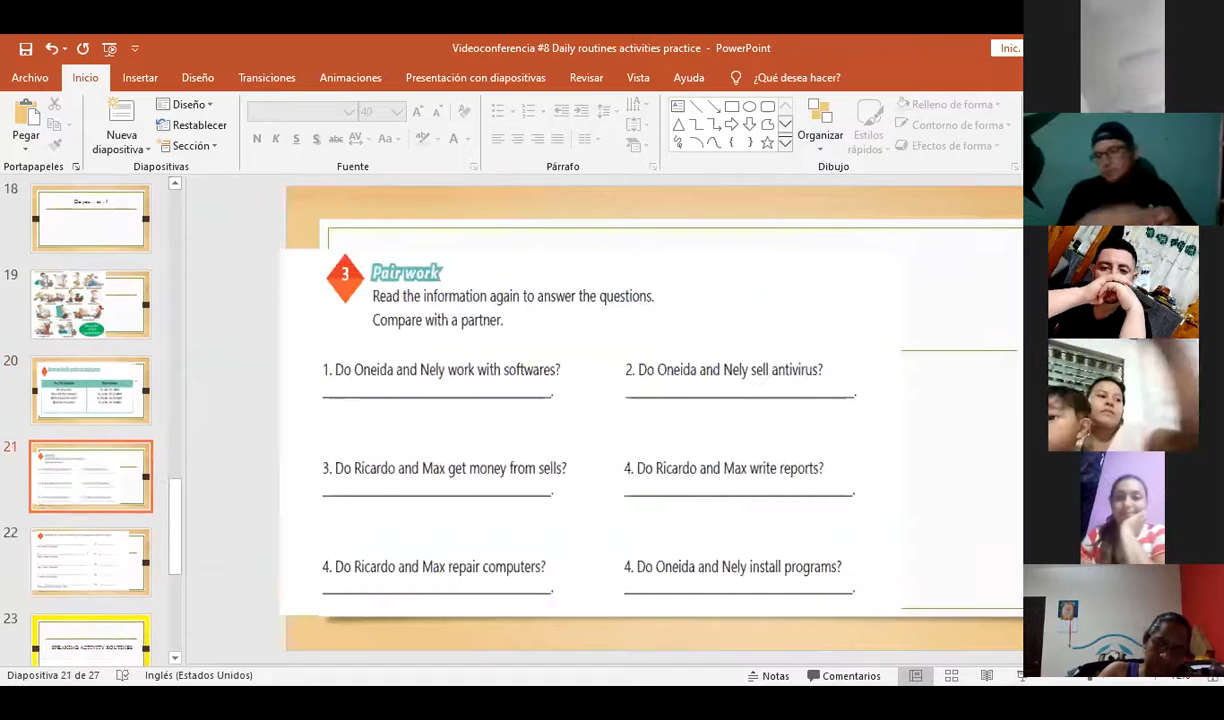 Videoconferencia #8 Daily routines activities practice - PowerPoint
Inic.
Archivo Inicio Insertar Diseño Transiciones Animaciones Presentación con diapositivas Revisar Vista Ayuda ¿Qué desea hacer?
Pegar
Nueva diapositiva
Diseño
Restablecer
Sección
40
N K S S abc AV Aa A
Organizar
Estilos rápidos
Relleno de forma
Contorno de forma
Efectos de forma
Portapapeles Diapositivas Fuente Párrafo Dibujo
18
19
20
21
22
23
SPEAKING ACTIVITY ROUTINES
3 Pair work
Read the information again to answer the questions.
Compare with a partner.
1. Do Oneida and Nely work with softwares?
2. Do Oneida and Nely sell antivirus?
3. Do Ricardo and Max get money from sells?
4. Do Ricardo and Max write reports?
4. Do Ricardo and Max repair computers?
4. Do Oneida and Nely install programs?
Diapositiva 21 de 27 Inglés (Estados Unidos) Notas Comentarios